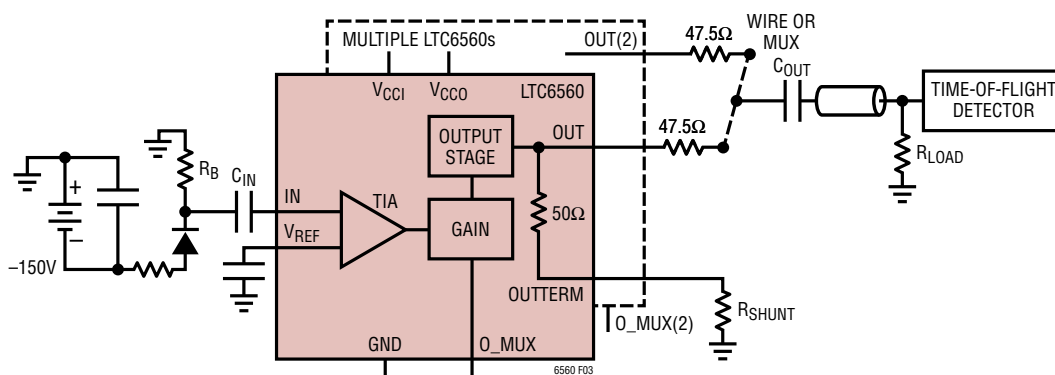 MULTIPLE LTC6560s
OUT(2)
47.5Ω
WIRE OR
MUX
C_OUT
V_CCI
V_CCO
LTC6560
TIME-OF-FLIGHT
DETECTOR
OUTPUT
STAGE
OUT
47.5Ω
R_LOAD
R_B
C_IN
+
–
–150V
IN
TIA
V_REF
GAIN
50Ω
OUTTERM
R_SHUNT
O_MUX(2)
GND
O_MUX
6560 F03